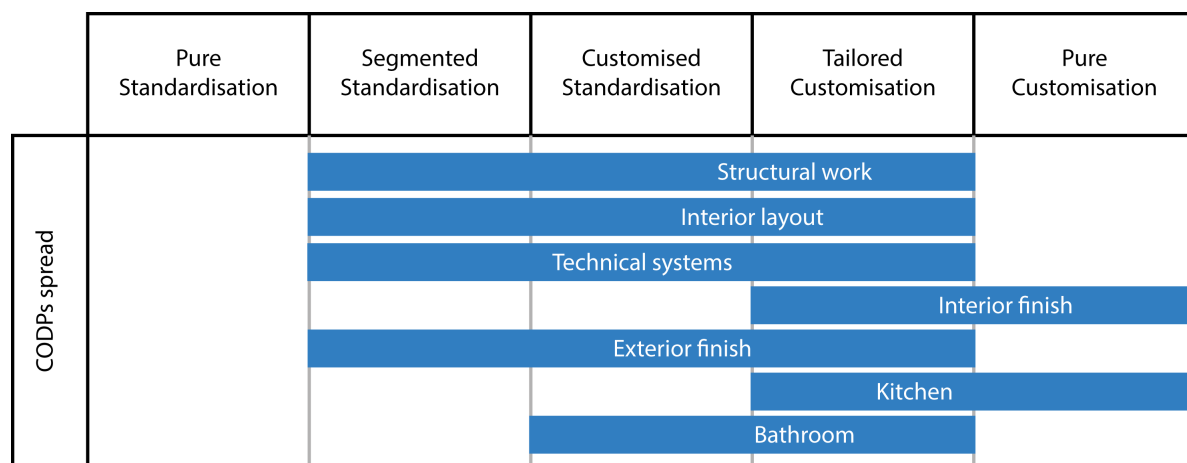 Pure
Standardisation
Segmented
Standardisation
Customised
Standardisation
Tailored
Customisation
Pure
Customisation
CODPs spread
Structural work
Interior layout
Technical systems
Interior finish
Exterior finish
Kitchen
Bathroom